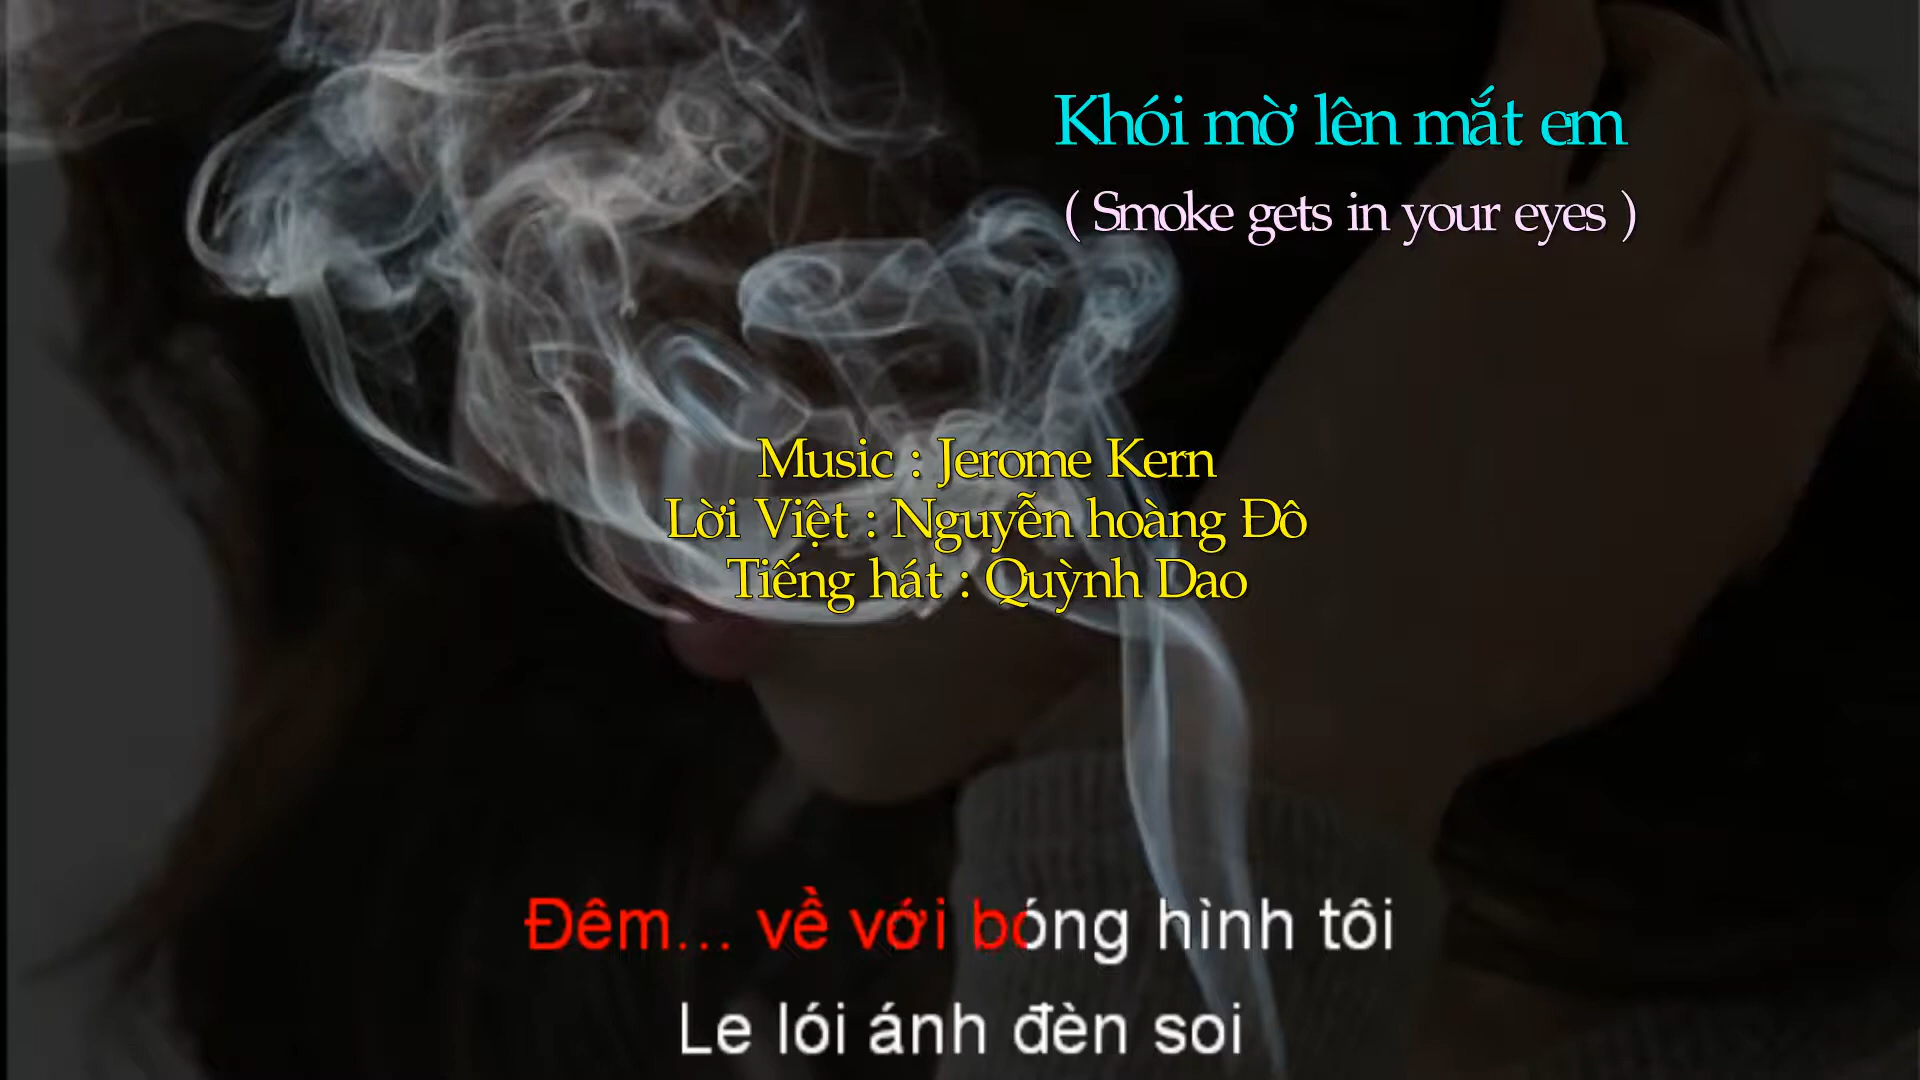 Khói mờ lên mắt em
( Smoke gets in your eyes )
Music : Jerome Kern
Lời Việt : Nguyễn hoàng Đô
Tiếng hát : Quỳnh Dao
Đêm... về với bóng hình tôi
Le lói ánh đèn soi